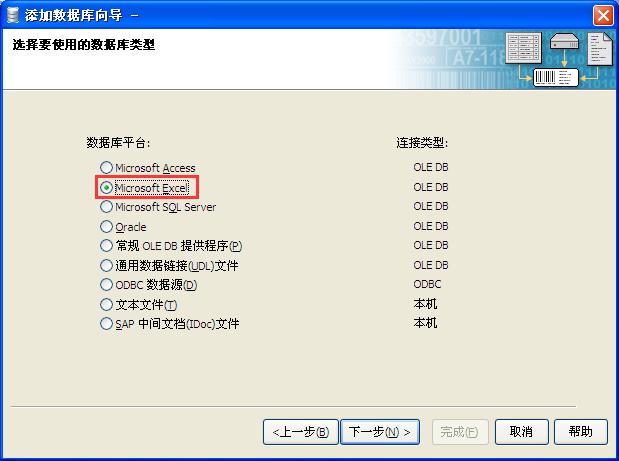 添加数据库向导 -
选择要使用的数据库类型
8597001
A7-118
数据库平台:	连接类型:
Microsoft Access	OLE DB
Microsoft Excel	OLE DB
Microsoft SQL Server	OLE DB
Oracle	OLE DB
常规 OLE DB 提供程序(P)	OLE DB
通用数据链接(UDL)文件	OLE DB
ODBC 数据源(D)	ODBC
文本文件(T)	本机
SAP 中间文档(IDoc)文件	本机
<上一步(B)	下一步(N) >	完成(F)	取消	帮助